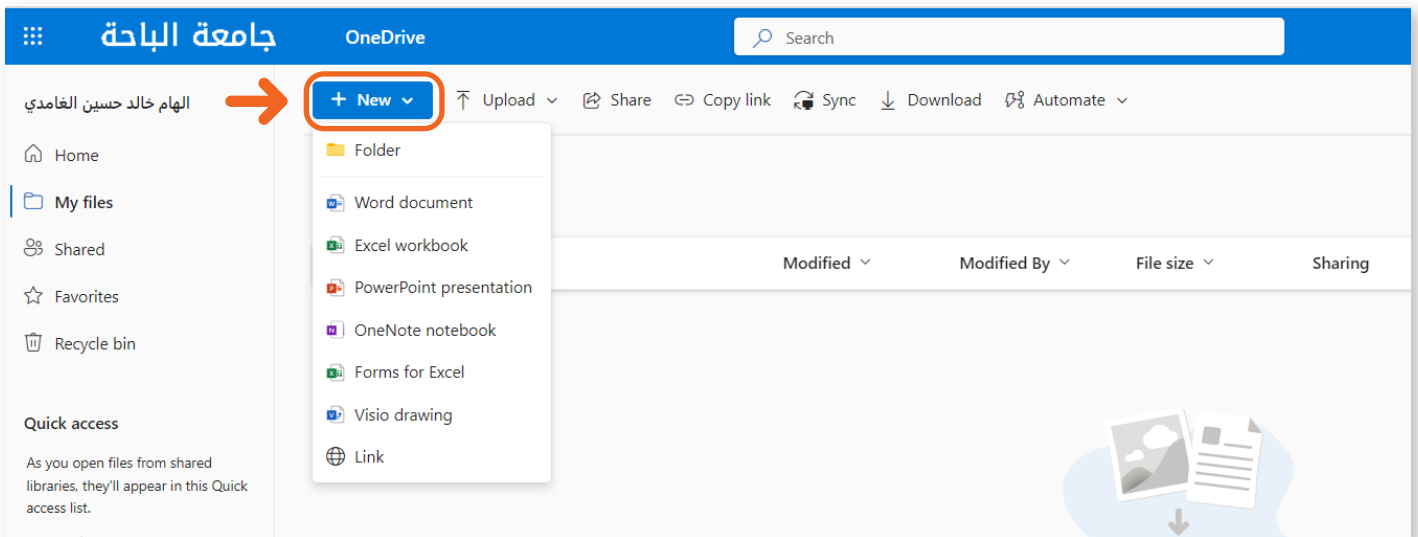 جامعة الباحة
OneDrive
Search
الهام خالد حسين الغامدي
Home
My files
Shared
Favorites
Recycle bin
Quick access
As you open files from shared
libraries, they'll appear in this Quick
access list.
+ New
Upload
Share
Copy link
Sync
Download
Automate
Folder
Word document
Excel workbook
PowerPoint presentation
OneNote notebook
Forms for Excel
Visio drawing
Link
Modified
Modified By
File size
Sharing